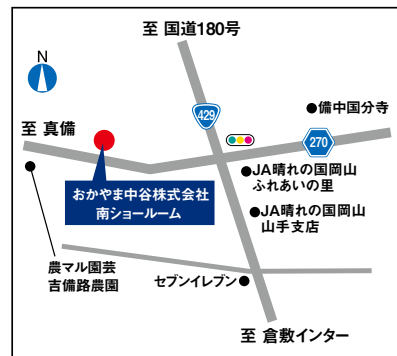 至 国道180号
N
429
備中国分寺
至 真備
270
JA晴れの国岡山
ふれあいの里
おかやま中谷株式会社
南ショールーム
JA晴れの国岡山
山手支店
農マル園芸
吉備路農園
セブンイレブン
至 倉敷インター